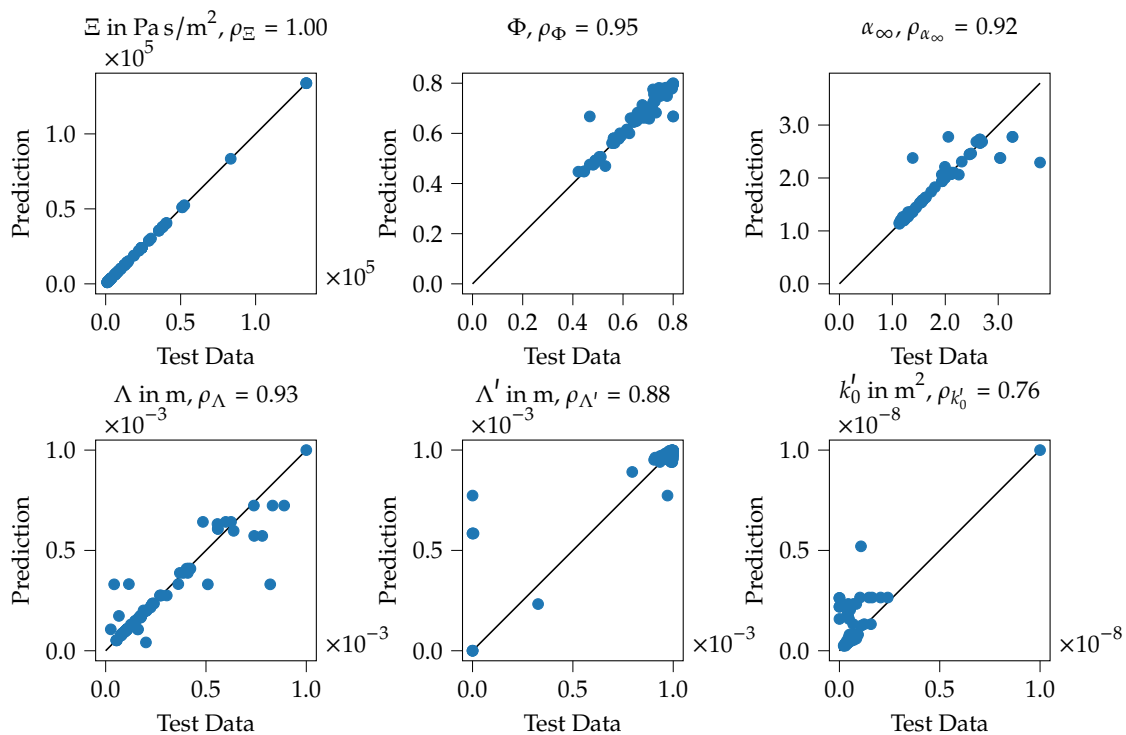 Ξ in Pa s/m², ρ_Ξ = 1.00
×10⁵
Prediction
1.0
0.5
0.0
×10⁵
0.0 0.5 1.0
Test Data
Φ, ρ_Φ = 0.95
Prediction
0.8
0.6
0.4
0.2
0.0
0.0 0.2 0.4 0.6 0.8
Test Data
α_∞, ρ_α∞ = 0.92
Prediction
3.0
2.0
1.0
0.0
0.0 1.0 2.0 3.0
Test Data
Λ in m, ρ_Λ = 0.93
×10⁻³
Prediction
1.0
0.5
0.0
×10⁻³
0.0 0.5 1.0
Test Data
Λ′ in m, ρ_Λ′ = 0.88
×10⁻³
Prediction
1.0
0.5
0.0
×10⁻³
0.0 0.5 1.0
Test Data
k₀′ in m², ρ_k₀′ = 0.76
×10⁻⁸
Prediction
1.0
0.5
0.0
×10⁻⁸
0.0 0.5 1.0
Test Data